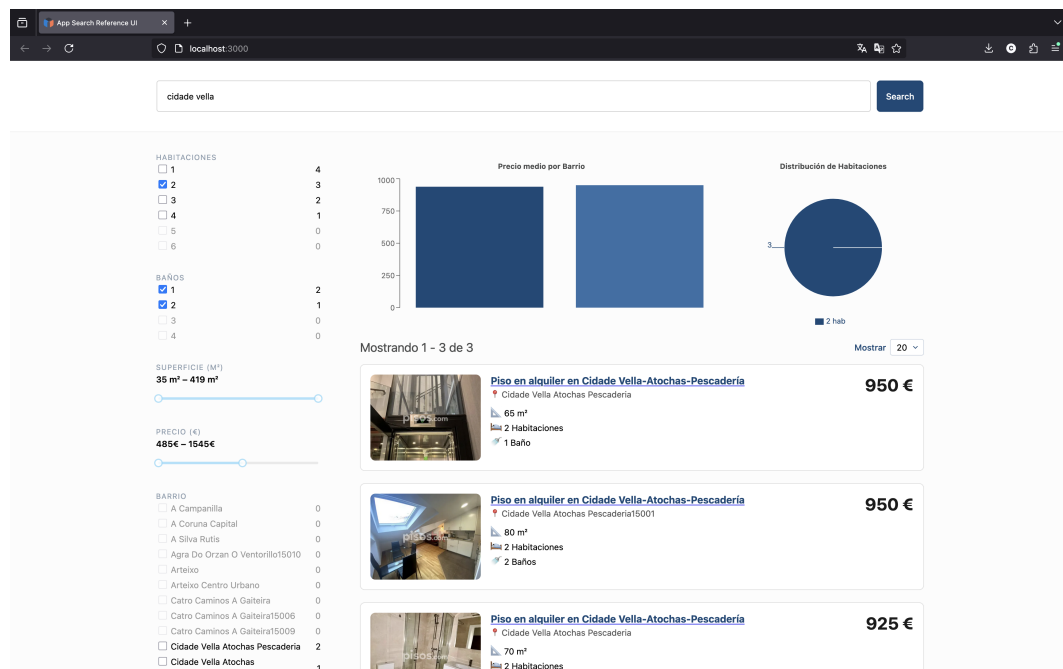 App Search Reference UI
localhost:3000
cidade vella
Search
HABITACIONES
1 4
2 3
3 2
4 1
5 0
6 0
BAÑOS
1 2
2 1
3 0
4 0
SUPERFICIE (M²)
35 m² – 419 m²
PRECIO (€)
485€ – 1545€
BARRIO
A Campanilla 0
A Coruna Capital 0
A Silva Rutis 0
Agra Do Orzan O Ventorillo15010 0
Arteixo 0
Arteixo Centro Urbano 0
Catro Caminos A Gaiteira 0
Catro Caminos A Gaiteira15006 0
Catro Caminos A Gaiteira15009 0
Cidade Vella Atochas Pescaderia 2
Cidade Vella Atochas
1
Precio medio por Barrio
1000
750
500
250
0
Distribución de Habitaciones
3
2 hab
Mostrando 1 - 3 de 3
Mostrar 20
Piso en alquiler en Cidade Vella-Atochas-Pescadería
950 €
Cidade Vella Atochas Pescaderia
65 m²
2 Habitaciones
1 Baño
pisos.com
Piso en alquiler en Cidade Vella-Atochas-Pescadería
950 €
Cidade Vella Atochas Pescaderia15001
80 m²
2 Habitaciones
2 Baños
pisos.com
Piso en alquiler en Cidade Vella-Atochas-Pescadería
925 €
Cidade Vella Atochas Pescaderia
70 m²
2 Habitaciones
pisos.com